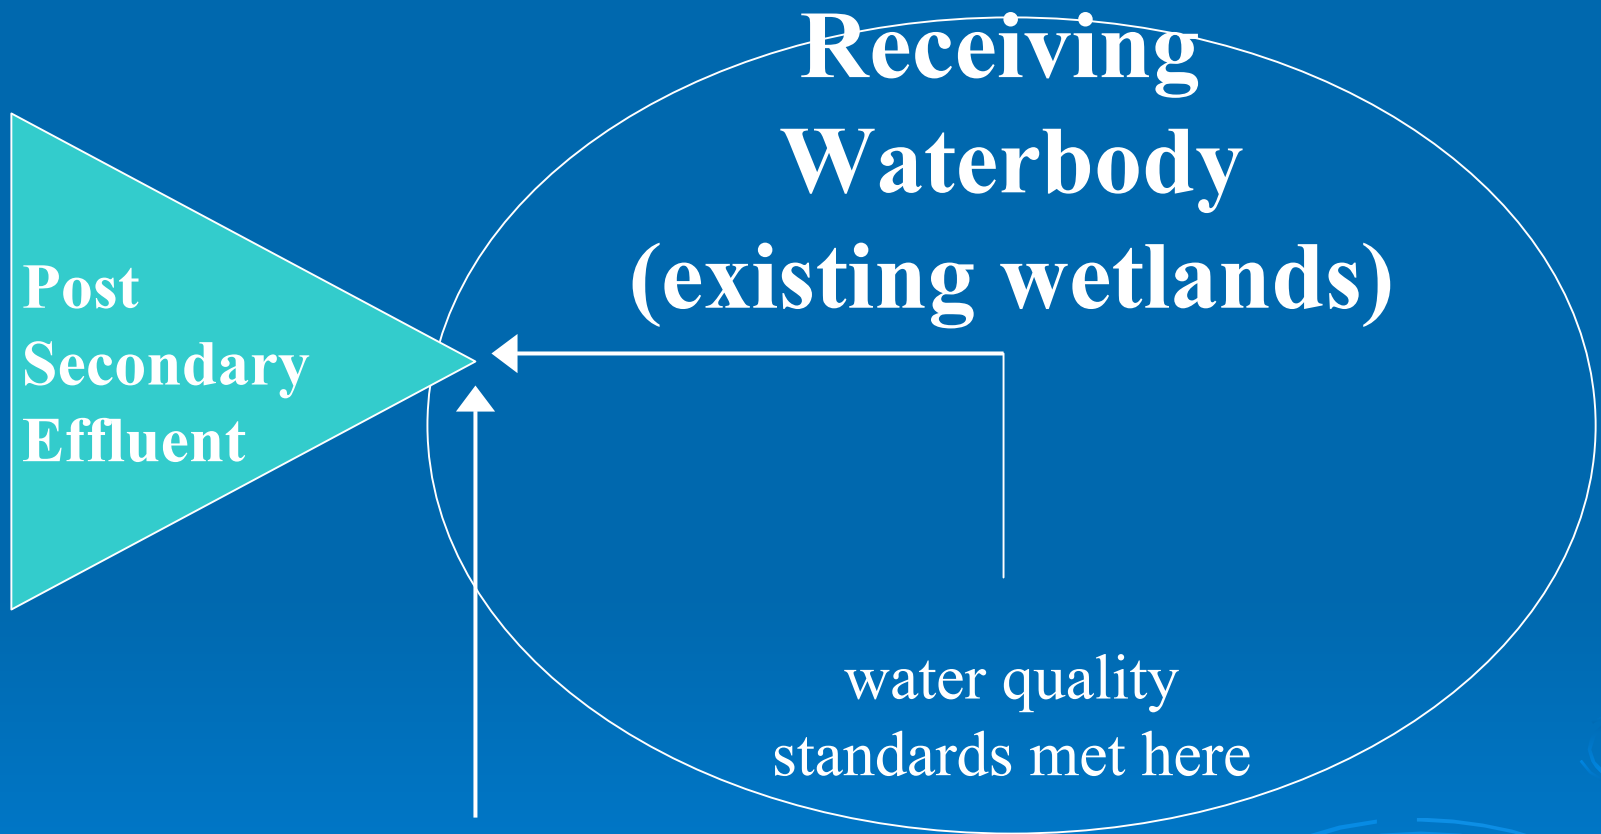 Receiving
Waterbody
(existing wetlands)
Post
Secondary
Effluent
water quality
standards met here